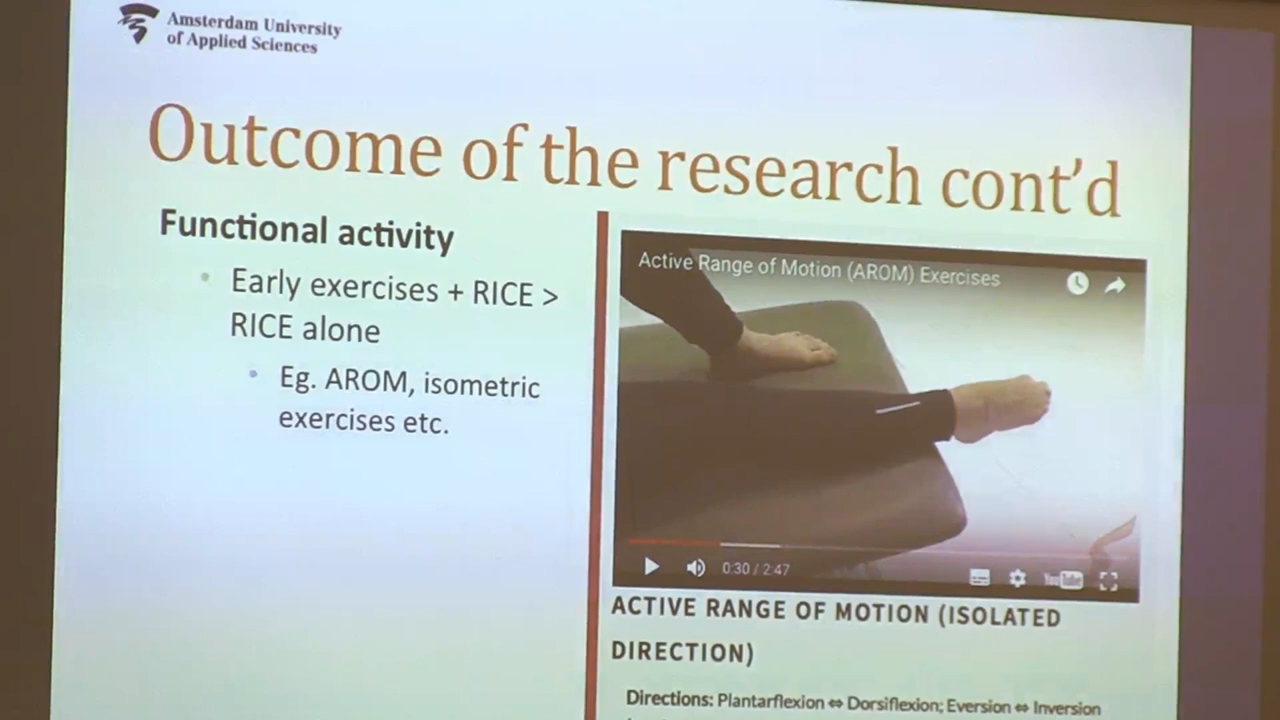 Amsterdam University
of Applied Sciences
Outcome of the research cont'd
Functional activity
Early exercises + RICE >
RICE alone
Eg. AROM, isometric
exercises etc.
Active Range of Motion (AROM) Exercises
0:30 / 2:47
YouTube
ACTIVE RANGE OF MOTION (ISOLATED
DIRECTION)
Directions: Plantarflexion ⇔ Dorsiflexion; Eversion ⇔ Inversion